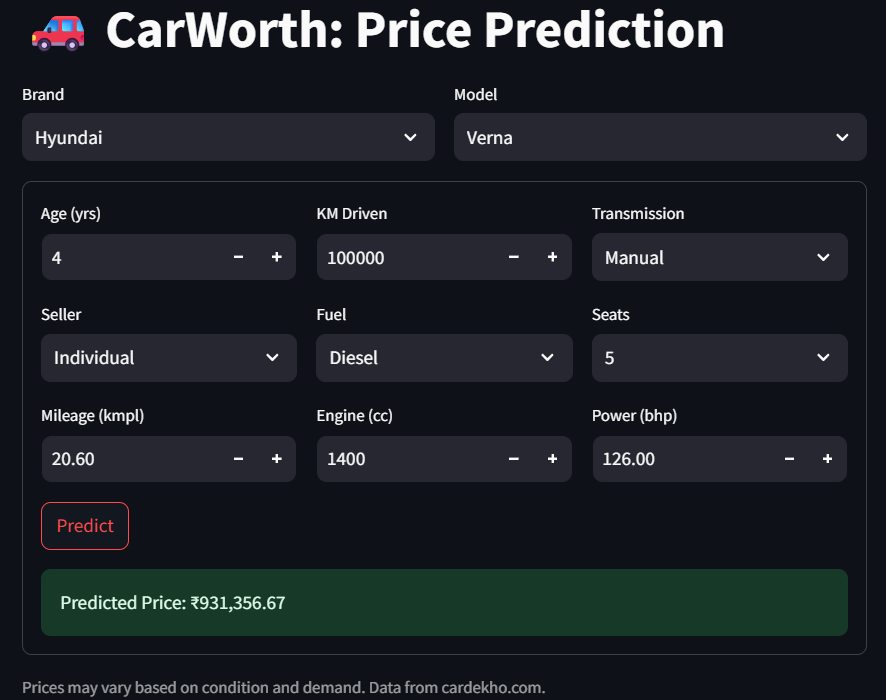 CarWorth: Price Prediction
Brand Model
Hyundai Verna
Age (yrs) KM Driven Transmission
4 - + 100000 - + Manual
Seller Fuel Seats
Individual Diesel 5
Mileage (kmpl) Engine (cc) Power (bhp)
20.60 - + 1400 - + 126.00 - +
Predict
Predicted Price: ₹931,356.67
Prices may vary based on condition and demand. Data from cardekho.com.